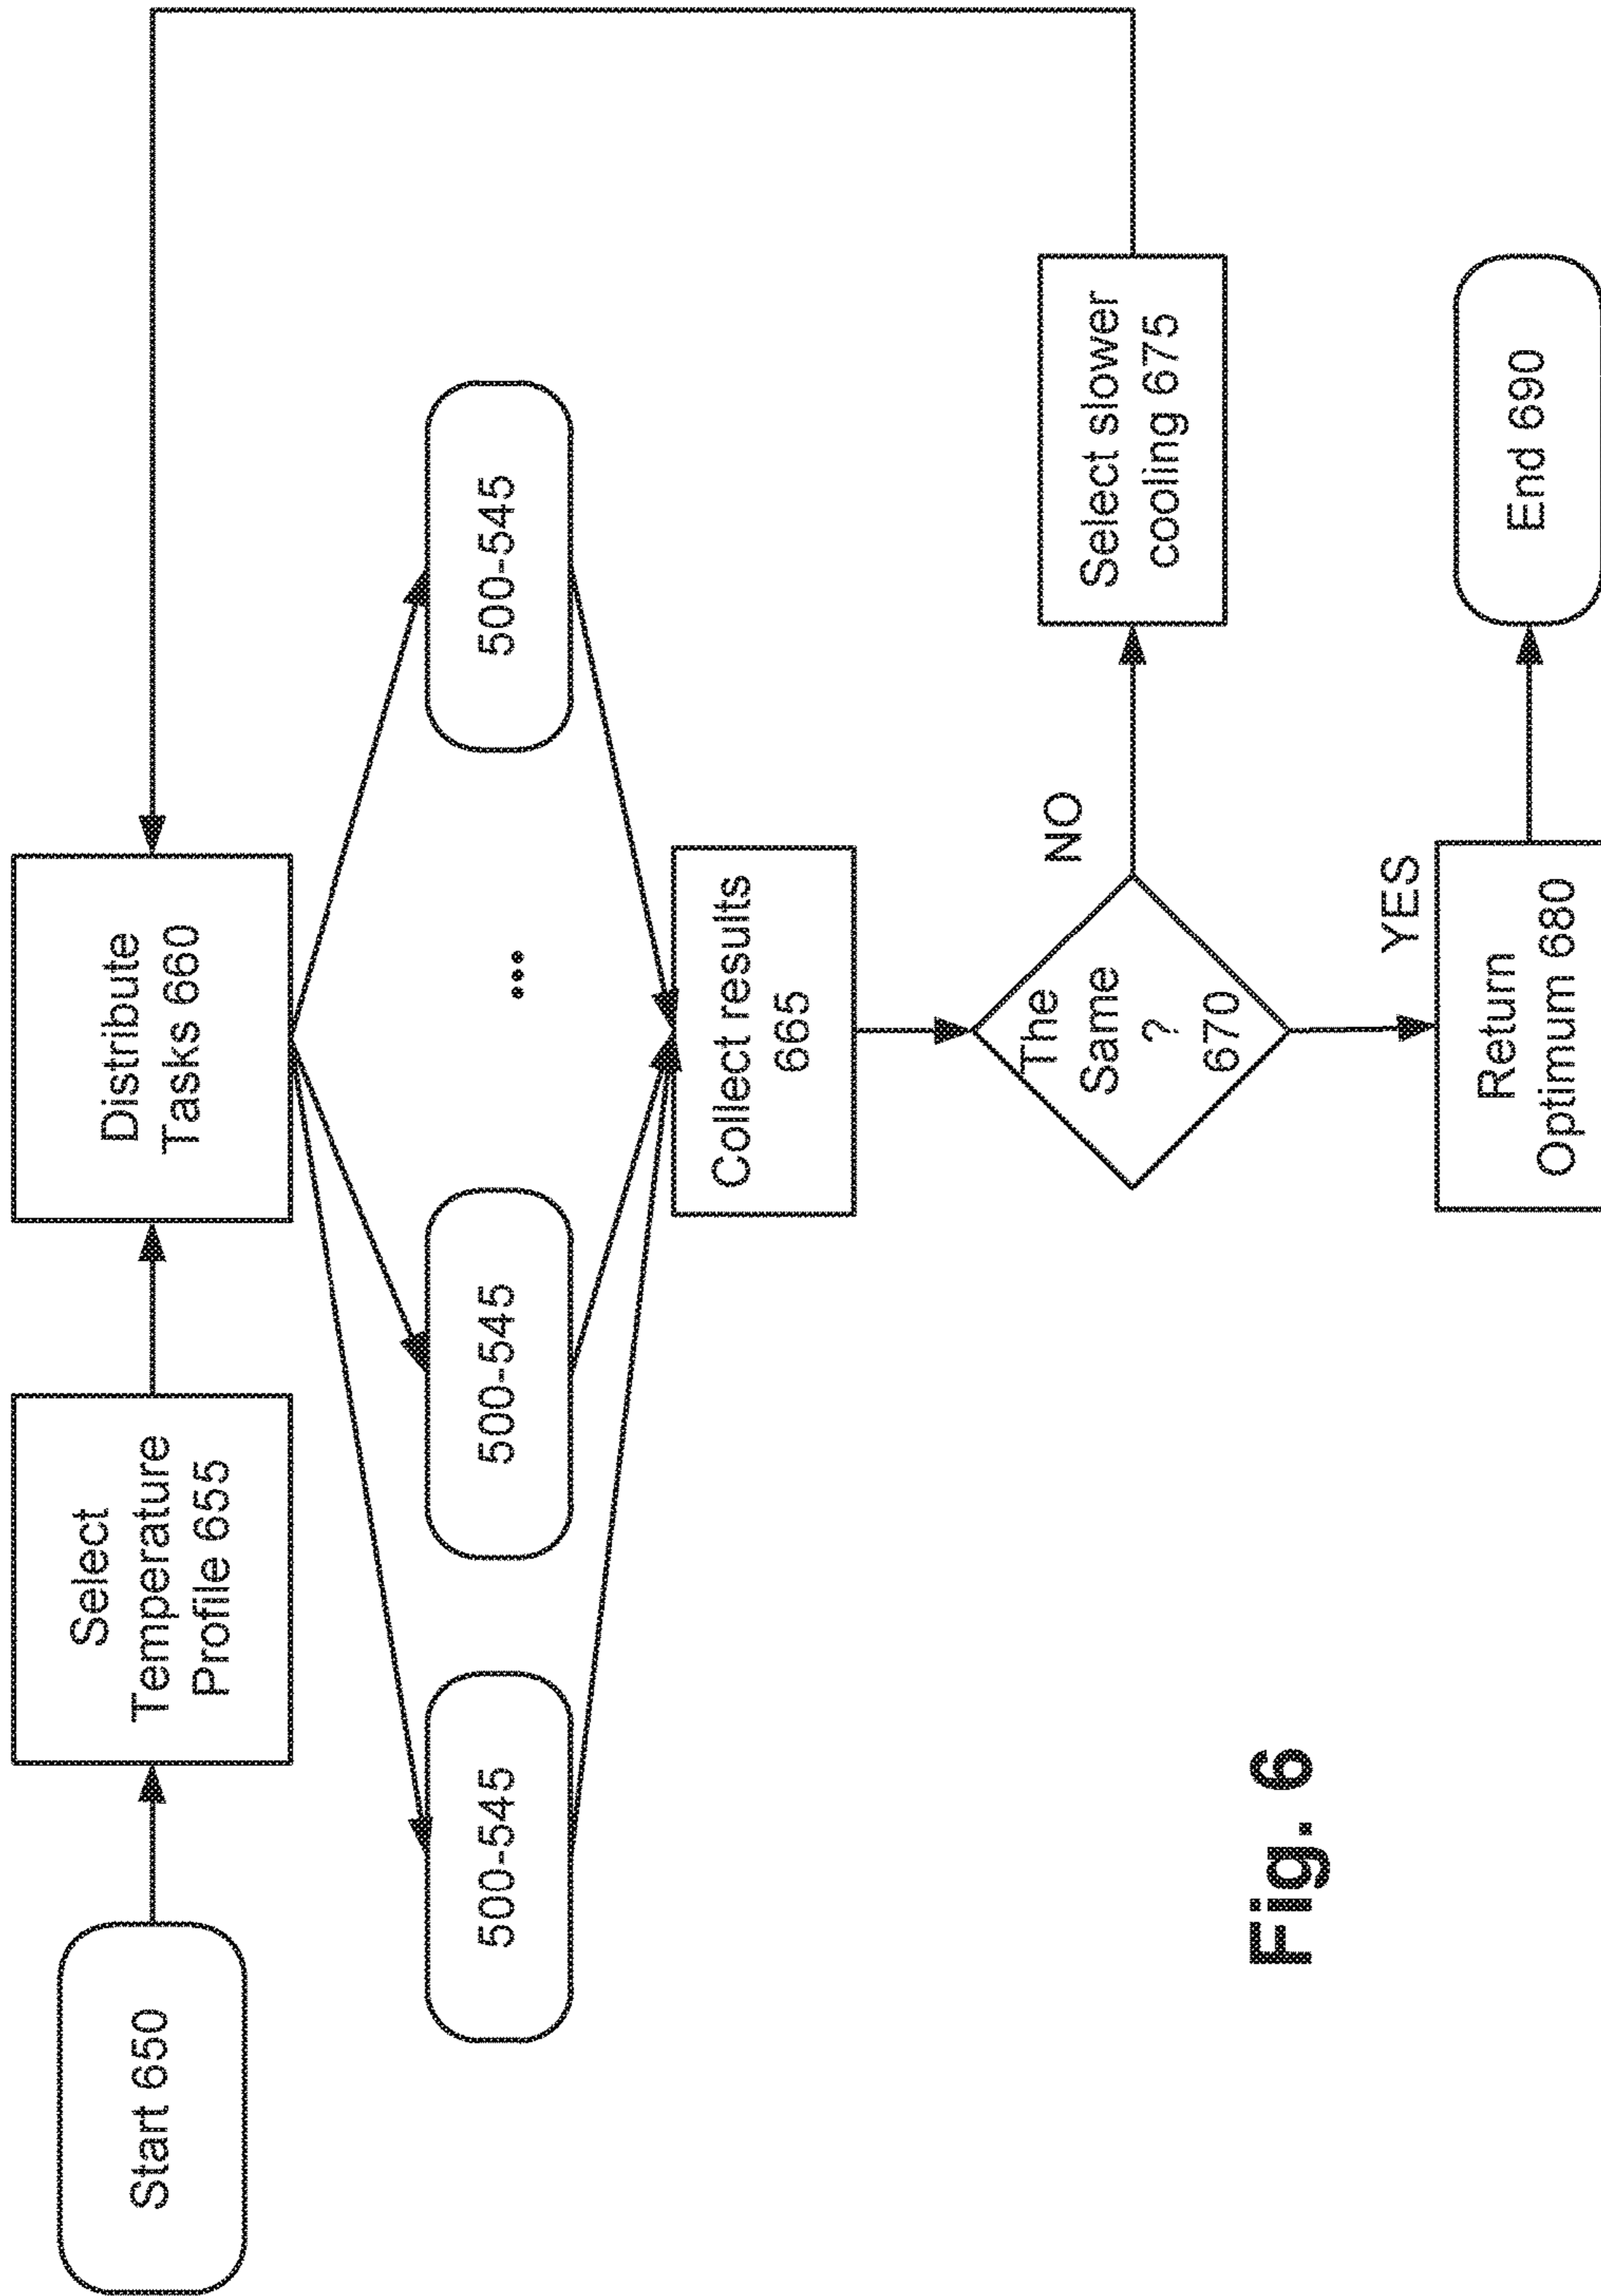 Start 650
Select
Temperature
Profile 655
Distribute
Tasks 660
500-545
500-545
...
500-545
Collect results
665
The
Same
?
670
NO
Select slower
cooling 675
YES
Return
Optimum 680
End 690
Fig. 6